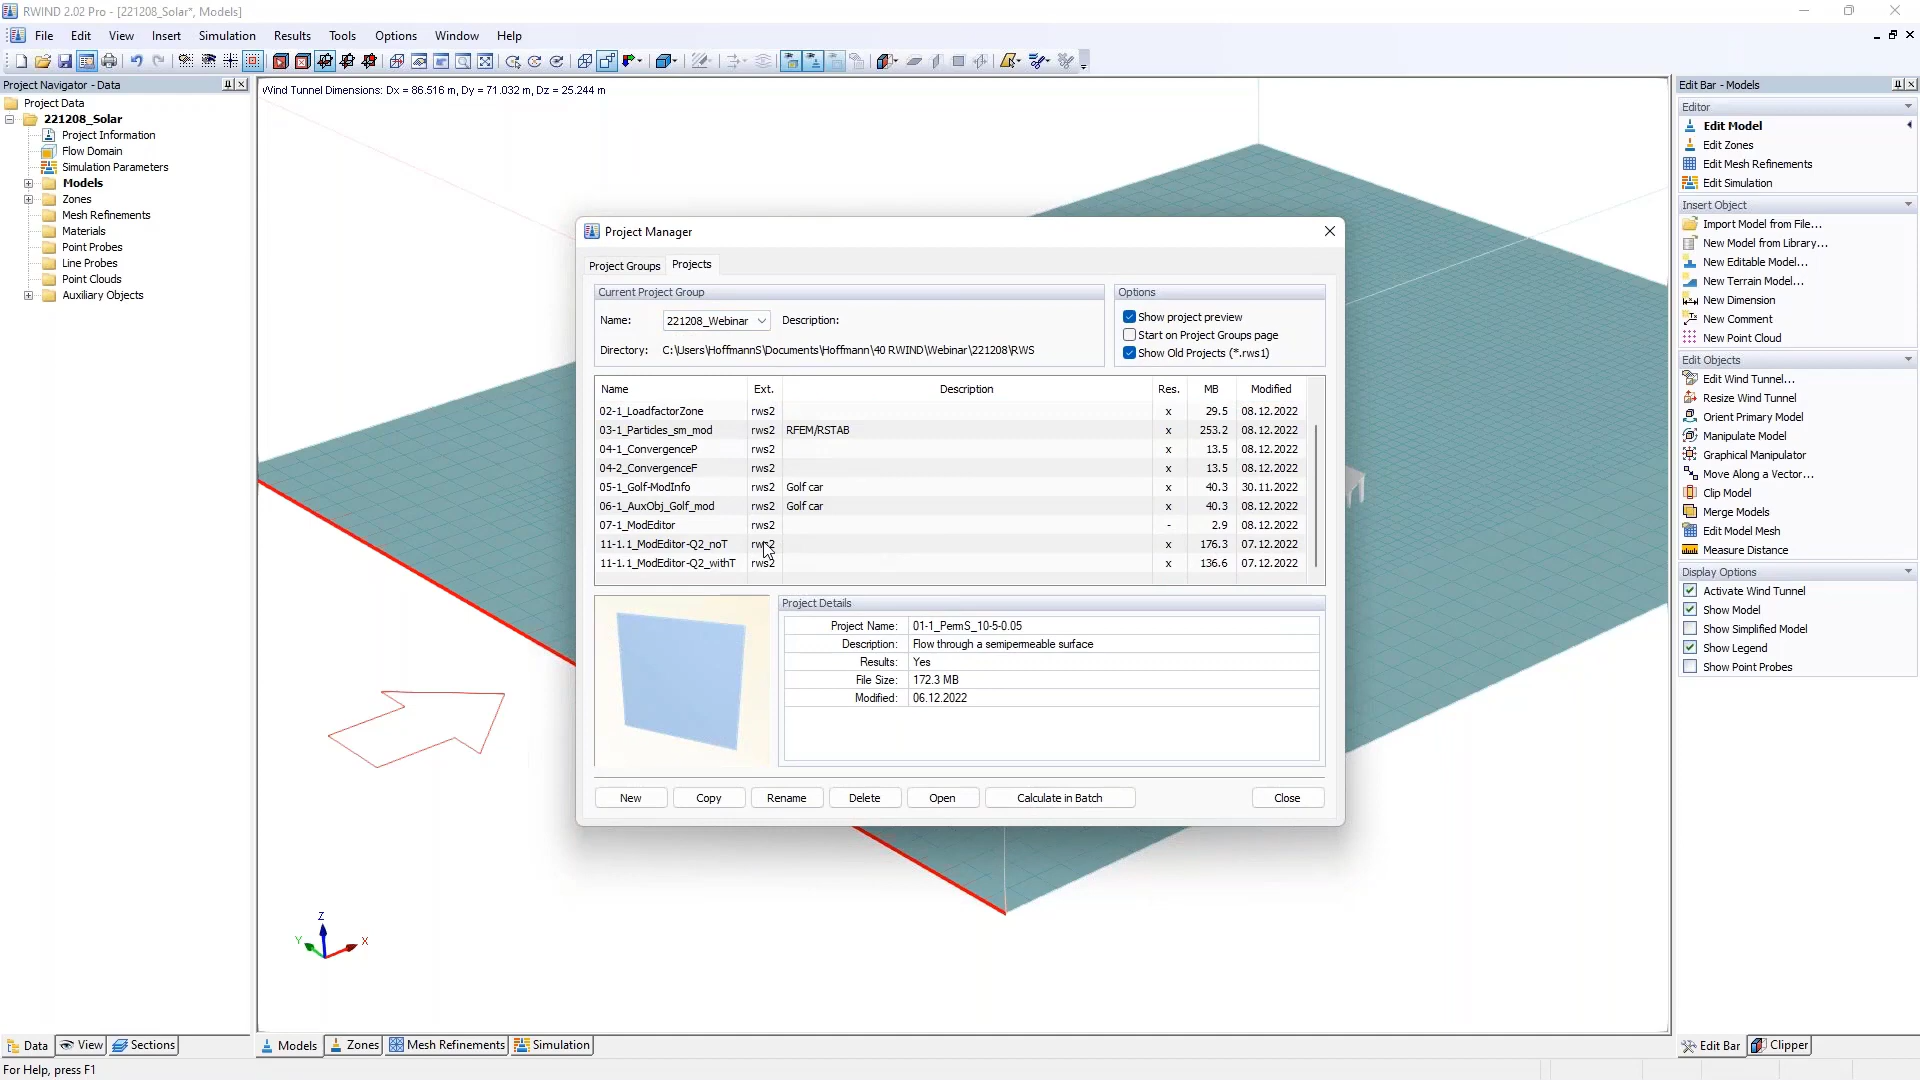 RWIND 2.02 Pro - [221208_Solar*, Models]
File Edit View Insert Simulation Results Tools Options Window Help
Project Navigator - Data
Project Data
221208_Solar
Project Information
Flow Domain
Simulation Parameters
Models
Zones
Mesh Refinements
Materials
Point Probes
Line Probes
Point Clouds
Auxiliary Objects
Wind Tunnel Dimensions: Dx = 86.516 m, Dy = 71.032 m, Dz = 25.244 m
Z
Y
X
Project Manager
Project Groups Projects
Current Project Group
Name: 221208_Webinar Description:
Directory: C:\Users\HoffmannS\Documents\Hoffmann\40 RWIND\Webinar\221208\RWS
Options
Show project preview
Start on Project Groups page
Show Old Projects (*.rws1)
Name Ext. Description Res. MB Modified
02-1_LoadfactorZone rws2 x 29.5 08.12.2022
03-1_Particles_sm_mod rws2 RFEM/RSTAB x 253.2 08.12.2022
04-1_ConvergenceP rws2 x 13.5 08.12.2022
04-2_ConvergenceF rws2 x 13.5 08.12.2022
05-1_Golf-ModInfo rws2 Golf car x 40.3 30.11.2022
06-1_AuxObj_Golf_mod rws2 Golf car x 40.3 08.12.2022
07-1_ModEditor rws2 - 2.9 08.12.2022
11-1.1_ModEditor-Q2_noT rws2 x 176.3 07.12.2022
11-1.1_ModEditor-Q2_withT rws2 x 136.6 07.12.2022
Project Details
Project Name: 01-1_PermS_10-5-0.05
Description: Flow through a semipermeable surface
Results: Yes
File Size: 172.3 MB
Modified: 06.12.2022
New Copy Rename Delete Open Calculate in Batch Close
Edit Bar - Models
Editor
Edit Model
Edit Zones
Edit Mesh Refinements
Edit Simulation
Insert Object
Import Model from File...
New Model from Library...
New Editable Model...
New Terrain Model...
New Dimension
New Comment
New Point Cloud
Edit Objects
Edit Wind Tunnel...
Resize Wind Tunnel
Orient Primary Model
Manipulate Model
Graphical Manipulator
Move Along a Vector...
Clip Model
Merge Models
Edit Model Mesh
Measure Distance
Display Options
Activate Wind Tunnel
Show Model
Show Simplified Model
Show Legend
Show Point Probes
Data View Sections Models Zones Mesh Refinements Simulation Edit Bar Clipper
For Help, press F1